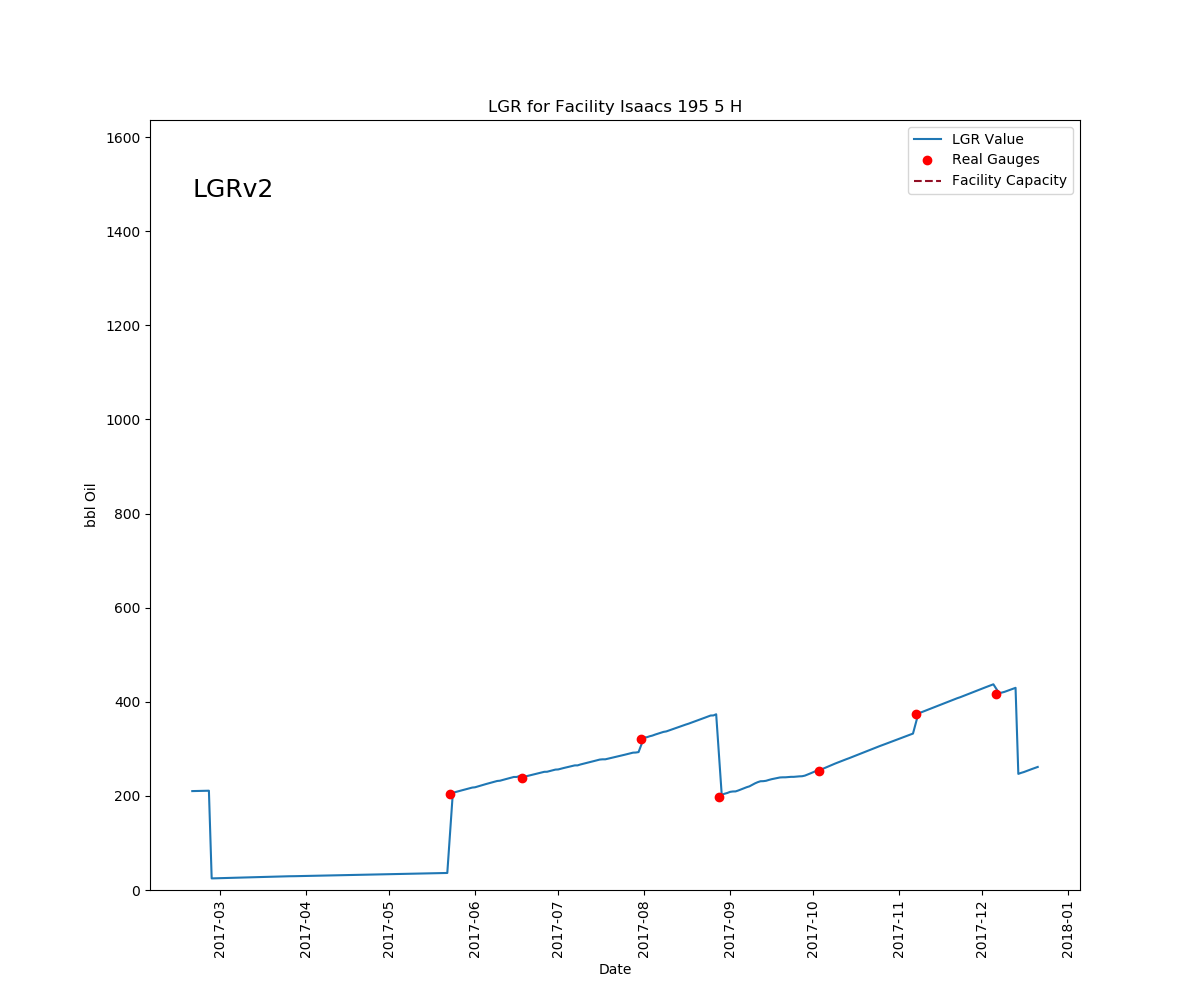 LGR for Facility Isaacs 195 5 H
LGRv2
LGR Value
Real Gauges
Facility Capacity
bbl Oil
1600
1400
1200
1000
800
600
400
200
0
2017-03
2017-04
2017-05
2017-06
2017-07
2017-08
2017-09
2017-10
2017-11
2017-12
2018-01
Date